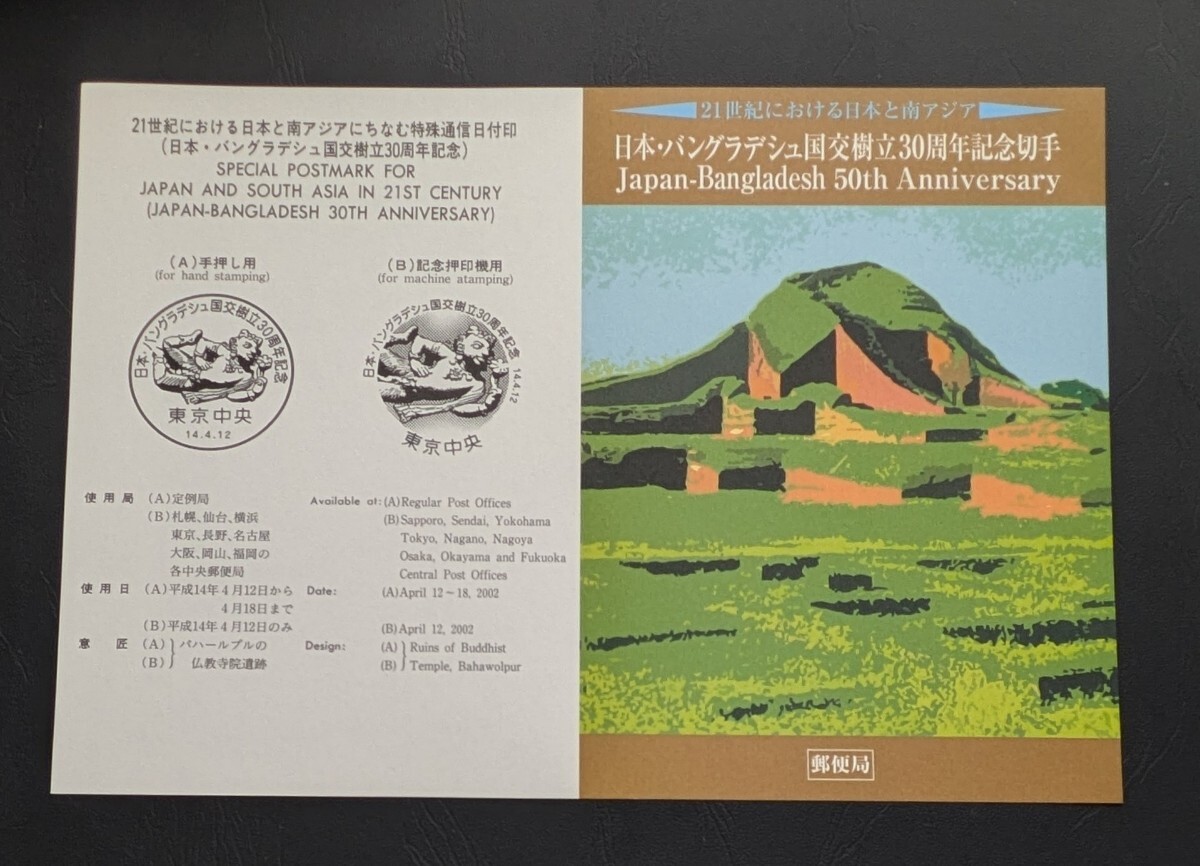 21世紀における日本と南アジアにちなむ特殊通信日付印
(日本・バングラデシュ国交樹立30周年記念)
SPECIAL POSTMARK FOR
JAPAN AND SOUTH ASIA IN 21ST CENTURY
(JAPAN-BANGLADESH 30TH ANNIVERSARY)
(A)手押し用
(for hand stamping)
日本・バングラデシュ国交樹立30周年記念
東京中央
14.4.12
(B)記念押印機用
(for machine atamping)
日本・バングラデシュ国交樹立30周年記念
14.4.12
東京中央
使用局 (A)定例局
(B)札幌、仙台、横浜
東京、長野、名古屋
大阪、岡山、福岡の
各中央郵便局
使用日 (A)平成14年4月12日から
4月18日まで
(B)平成14年4月12日のみ
意匠 (A) パハールプルの
(B) 仏教寺院遺跡
Available at: (A)Regular Post Offices
(B)Sapporo, Sendai, Yokohama
Tokyo, Nagano, Nagoya
Osaka, Okayama and Fukuoka
Central Post Offices
Date: (A)April 12~18, 2002
(B)April 12, 2002
Design: (A) Ruins of Buddhist
(B) Temple, Bahawolpur
21世紀における日本と南アジア
日本・バングラデシュ国交樹立30周年記念切手
Japan-Bangladesh 50th Anniversary
郵便局